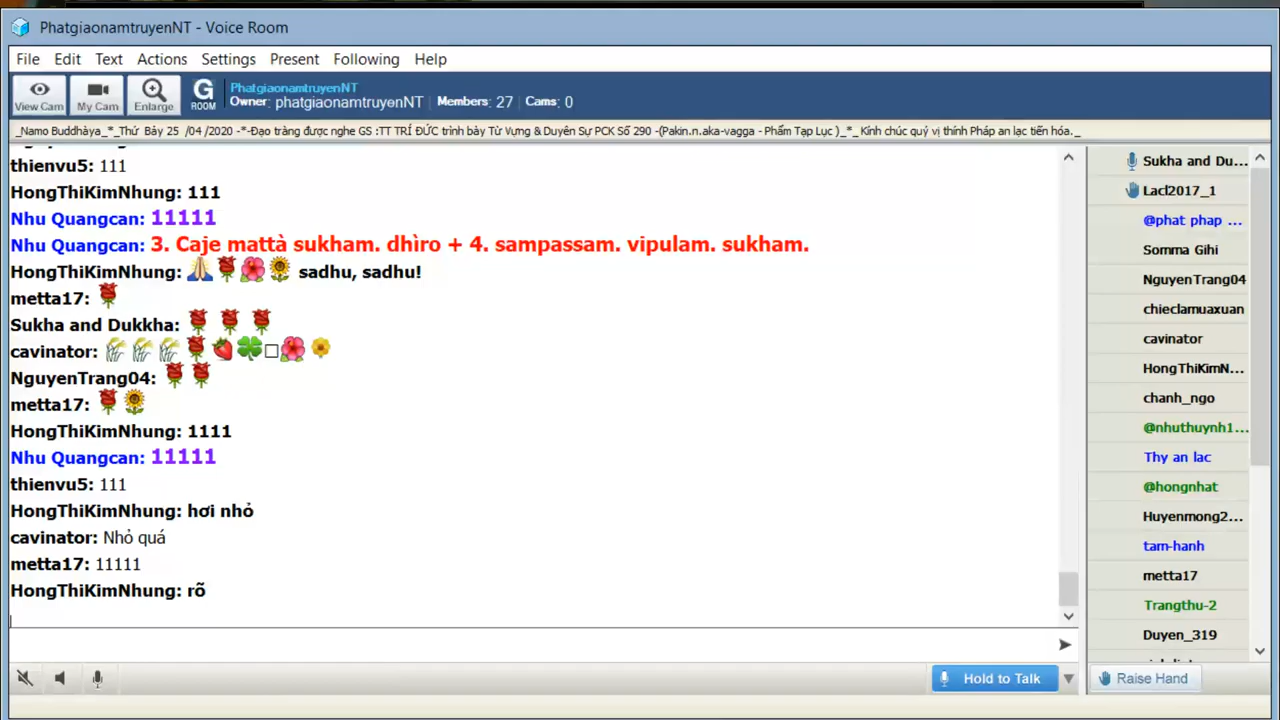 PhatgiaonamtruyenNT - Voice Room
File Edit Text Actions Settings Present Following Help
View Cam My Cam Enlarge G ROOM
PhatgiaonamtruyenNT
Owner: phatgiaonamtruyenNT Members: 27 Cams: 0
_Namo Buddhàya_*_Thứ Bảy 25 /04 /2020 -*-Đạo tràng được nghe GS :TT TRÍ ĐỨC trình bày Từ Vựng & Duyên Sự PCK Số 290 -(Pakin.n.aka-vagga - Phẩm Tạp Lục )_*_ Kính chúc quý vị thính Pháp an lạc tiến hóa._
thienvu5: 111
HongThiKimNhung: 111
Nhu Quangcan: 11111
Nhu Quangcan: 3. Caje mattà sukham. dhìro + 4. sampassam. vipulam. sukham.
HongThiKimNhung: 🙏🌹🌺🌻 sadhu, sadhu!
metta17: 🌹
Sukha and Dukkha: 🌹 🌹 🌹
cavinator: 🌾 🌾 🌾 🌹 🍓 🍀 □ 🌺 🌼
NguyenTrang04: 🌹 🌹
metta17: 🌹🌻
HongThiKimNhung: 1111
Nhu Quangcan: 11111
thienvu5: 111
HongThiKimNhung: hơi nhỏ
cavinator: Nhỏ quá
metta17: 11111
HongThiKimNhung: rõ
Sukha and Du...
Lacl2017_1
@phat phap ...
Somma Gihi
NguyenTrang04
chieclamuaxuan
cavinator
HongThiKimN...
chanh_ngo
@nhuthuynh1...
Thy an lac
@hongnhat
Huyenmong2...
tam-hanh
metta17
Trangthu-2
Duyen_319
Hold to Talk
Raise Hand